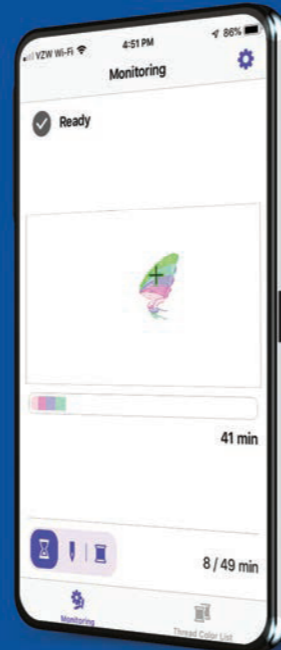 VZW Wi-Fi 4:51 PM 86%
Monitoring
Ready
41 min
8 / 49 min
Monitoring Thread Color List